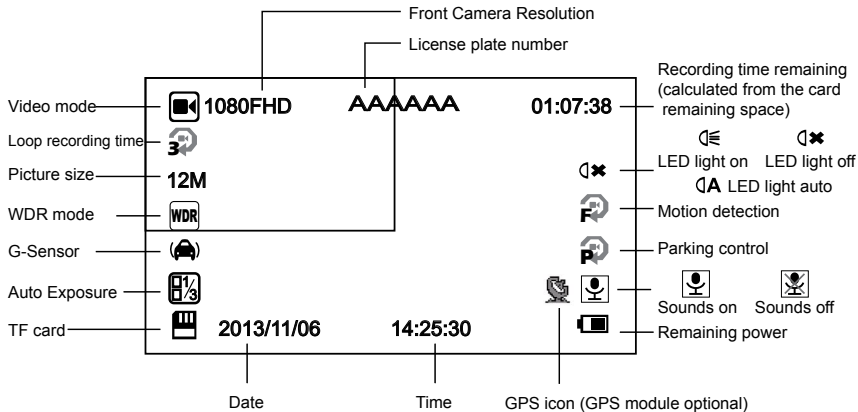 Front Camera Resolution
License plate number
Recording time remaining
(calculated from the card
remaining space)
Video mode
1080FHD
AAAAAA
01:07:38
Loop recording time
3
LED light on
LED light off
A LED light auto
Picture size
12M
WDR mode
WDR
F
Motion detection
G-Sensor
P
Parking control
Auto Exposure
1/3
Sounds on
Sounds off
TF card
2013/11/06
14:25:30
Remaining power
Date
Time
GPS icon (GPS module optional)